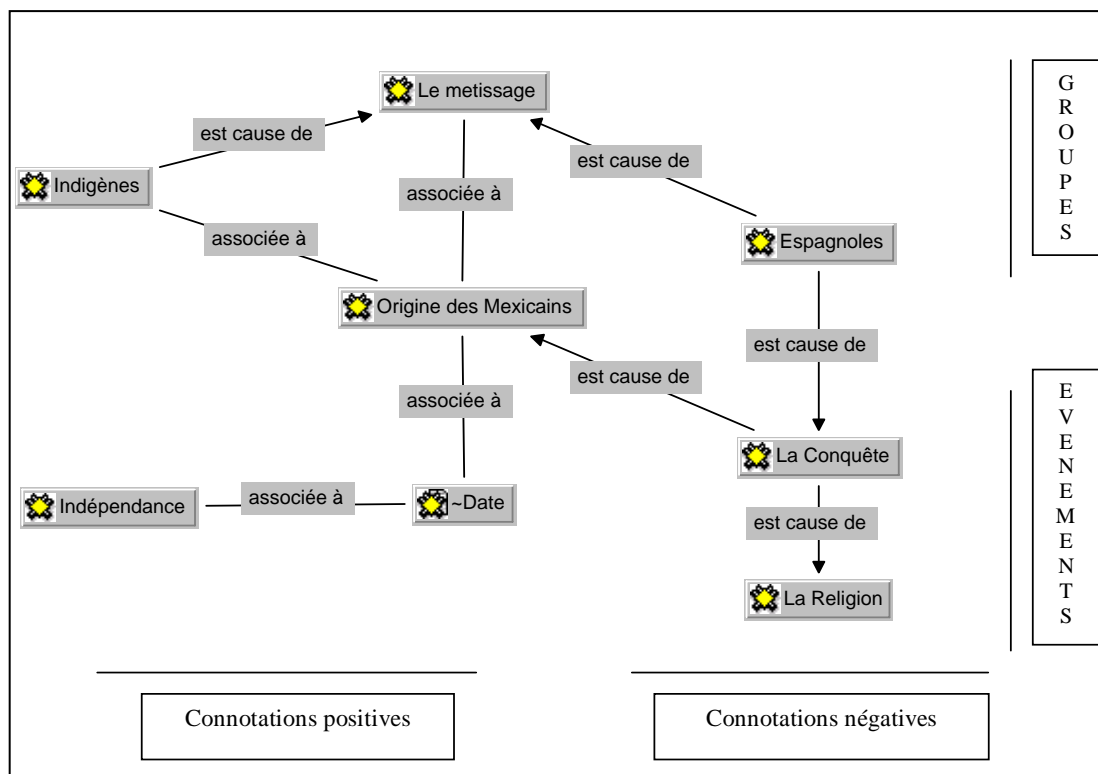 Le metissage
est cause de
est cause de
Indigènes
associée à
associée à
Espagnoles
Origine des Mexicains
est cause de
est cause de
associée à
La Conquête
Indépendance
associée à
~Date
est cause de
La Religion
Connotations positives
Connotations négatives
G
R
O
U
P
E
S
E
V
E
N
E
M
E
N
T
S